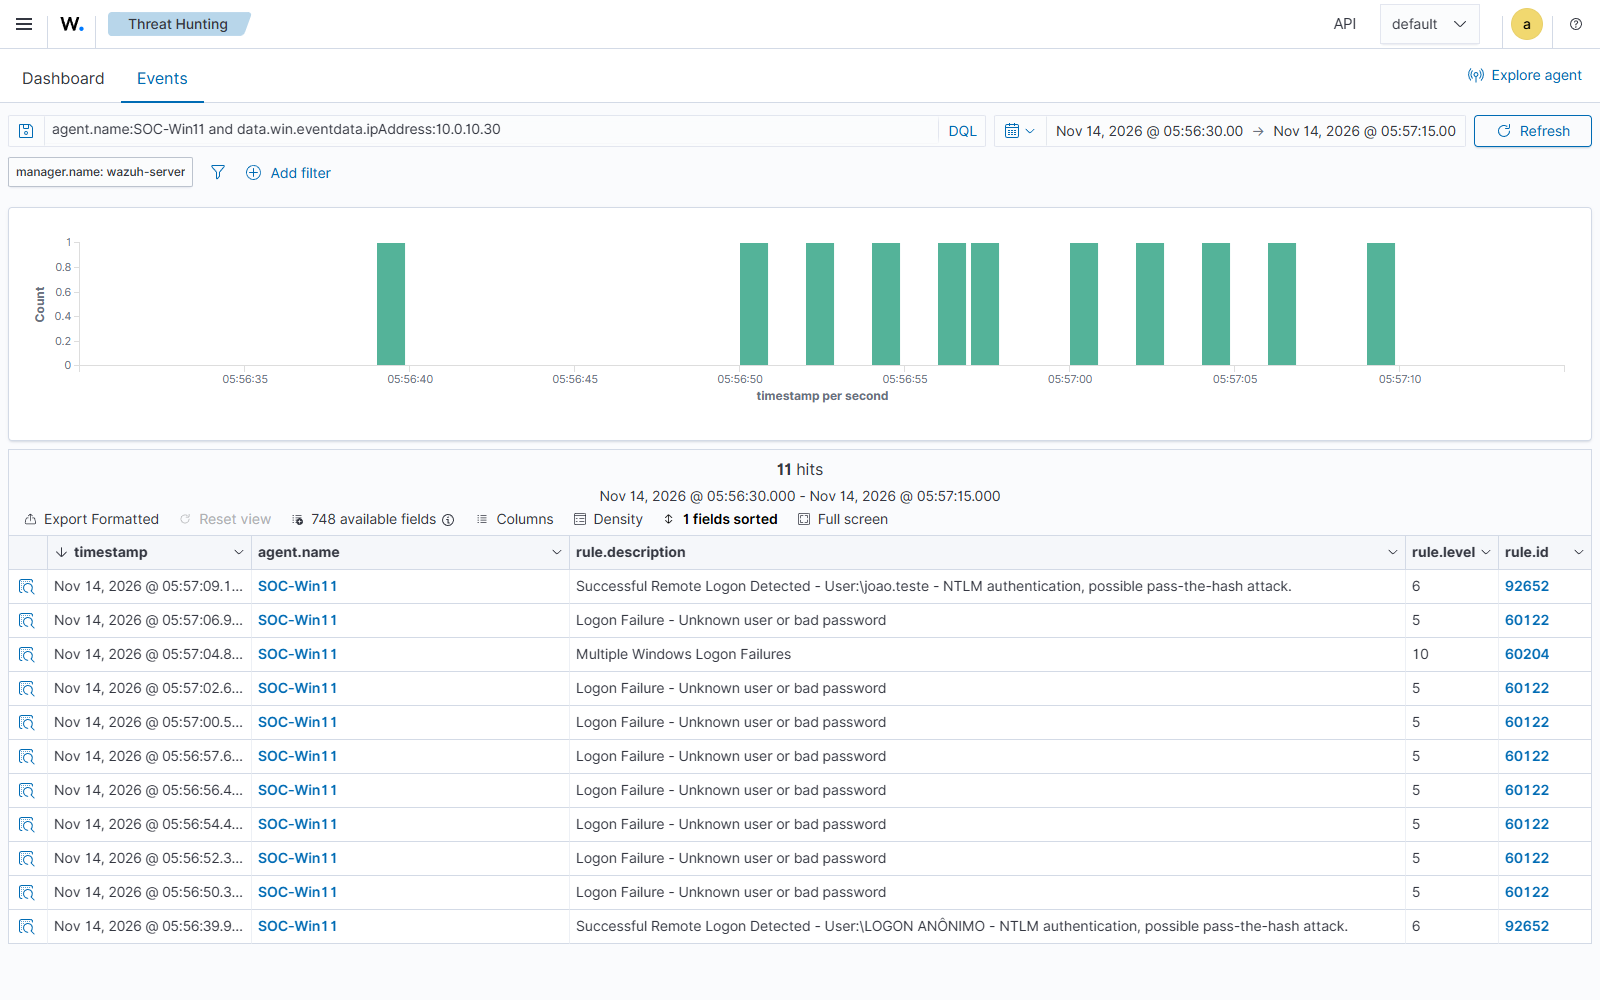 W. Threat Hunting API default a
Dashboard Events Explore agent
agent.name:SOC-Win11 and data.win.eventdata.ipAddress:10.0.10.30 DQL Nov 14, 2026 @ 05:56:30.00 → Nov 14, 2026 @ 05:57:15.00 Refresh
manager.name: wazuh-server Add filter
1
0.8
0.6
0.4
0.2
0
Count
05:56:35 05:56:40 05:56:45 05:56:50 05:56:55 05:57:00 05:57:05 05:57:10
timestamp per second
11 hits
Nov 14, 2026 @ 05:56:30.000 - Nov 14, 2026 @ 05:57:15.000
Export Formatted Reset view 748 available fields Columns Density 1 fields sorted Full screen
timestamp agent.name rule.description rule.level rule.id
Nov 14, 2026 @ 05:57:09.1... SOC-Win11 Successful Remote Logon Detected - User:\joao.teste - NTLM authentication, possible pass-the-hash attack. 6 92652
Nov 14, 2026 @ 05:57:06.9... SOC-Win11 Logon Failure - Unknown user or bad password 5 60122
Nov 14, 2026 @ 05:57:04.8... SOC-Win11 Multiple Windows Logon Failures 10 60204
Nov 14, 2026 @ 05:57:02.6... SOC-Win11 Logon Failure - Unknown user or bad password 5 60122
Nov 14, 2026 @ 05:57:00.5... SOC-Win11 Logon Failure - Unknown user or bad password 5 60122
Nov 14, 2026 @ 05:56:57.6... SOC-Win11 Logon Failure - Unknown user or bad password 5 60122
Nov 14, 2026 @ 05:56:56.4... SOC-Win11 Logon Failure - Unknown user or bad password 5 60122
Nov 14, 2026 @ 05:56:54.4... SOC-Win11 Logon Failure - Unknown user or bad password 5 60122
Nov 14, 2026 @ 05:56:52.3... SOC-Win11 Logon Failure - Unknown user or bad password 5 60122
Nov 14, 2026 @ 05:56:50.3... SOC-Win11 Logon Failure - Unknown user or bad password 5 60122
Nov 14, 2026 @ 05:56:39.9... SOC-Win11 Successful Remote Logon Detected - User:\LOGON ANÔNIMO - NTLM authentication, possible pass-the-hash attack. 6 92652